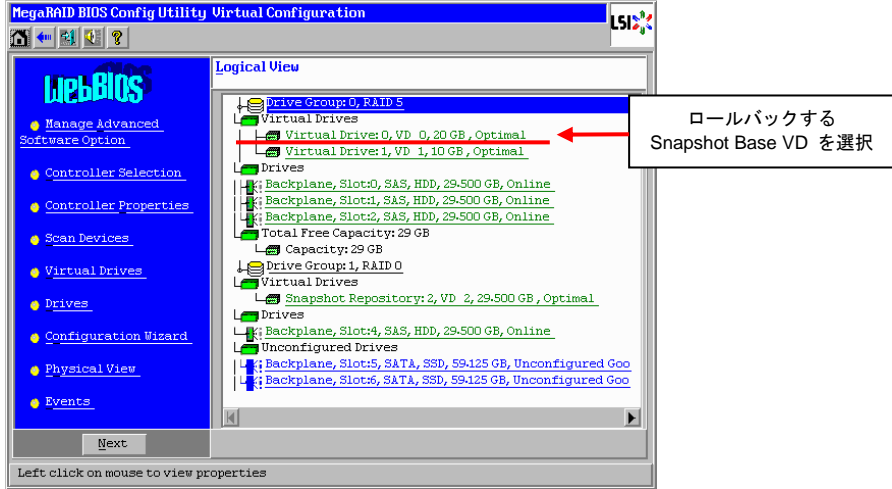 MegaRAID BIOS Config Utility Virtual Configuration
LSI
WebBIOS
Manage Advanced
Software Option
Controller Selection
Controller Properties
Scan Devices
Virtual Drives
Drives
Configuration Wizard
Physical View
Events
Next
Logical View
Drive Group: 0, RAID 5
Virtual Drives
Virtual Drive: 0, VD 0, 20 GB , Optimal
Virtual Drive: 1, VD 1, 10 GB , Optimal
Drives
Backplane, Slot:0, SAS, HDD, 29.500 GB, Online
Backplane, Slot:1, SAS, HDD, 29.500 GB, Online
Backplane, Slot:2, SAS, HDD, 29.500 GB, Online
Total Free Capacity: 29 GB
Capacity: 29 GB
Drive Group: 1, RAID 0
Virtual Drives
Snapshot Repository: 2, VD 2, 29.500 GB , Optimal
Drives
Backplane, Slot:4, SAS, HDD, 29.500 GB, Online
Unconfigured Drives
Backplane, Slot:5, SATA, SSD, 59.125 GB, Unconfigured Goo
Backplane, Slot:6, SATA, SSD, 59.125 GB, Unconfigured Goo
ロールバックする
Snapshot Base VD を選択
Left click on mouse to view properties